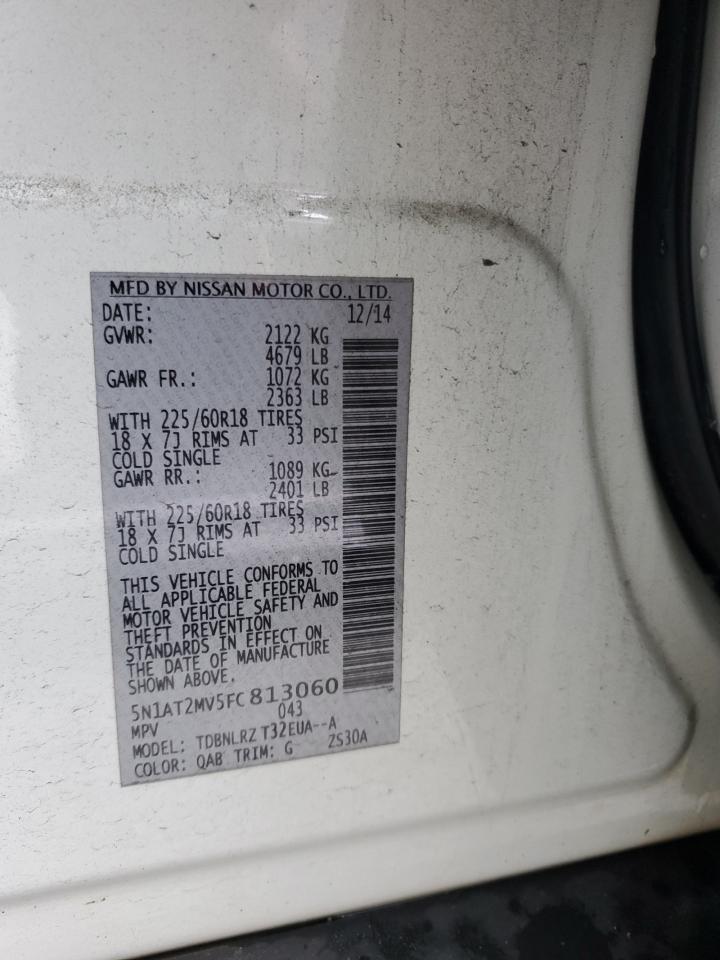 MFD BY NISSAN MOTOR CO., LTD.
DATE: 12/14
GVWR: 2122 KG
4679 LB
GAWR FR.: 1072 KG
2363 LB
WITH 225/60R18 TIRES
18 X 7J RIMS AT 33 PSI
COLD SINGLE
GAWR RR.: 1089 KG
2401 LB
WITH 225/60R18 TIRES
18 X 7J RIMS AT 33 PSI
COLD SINGLE
THIS VEHICLE CONFORMS TO
ALL APPLICABLE FEDERAL
MOTOR VEHICLE SAFETY AND
THEFT PREVENTION
STANDARDS IN EFFECT ON
THE DATE OF MANUFACTURE
SHOWN ABOVE.
5N1AT2MV5FC813060
MPV 043
MODEL: TDBNLRZ T32EUA--A
COLOR: QAB TRIM: G 2S30A